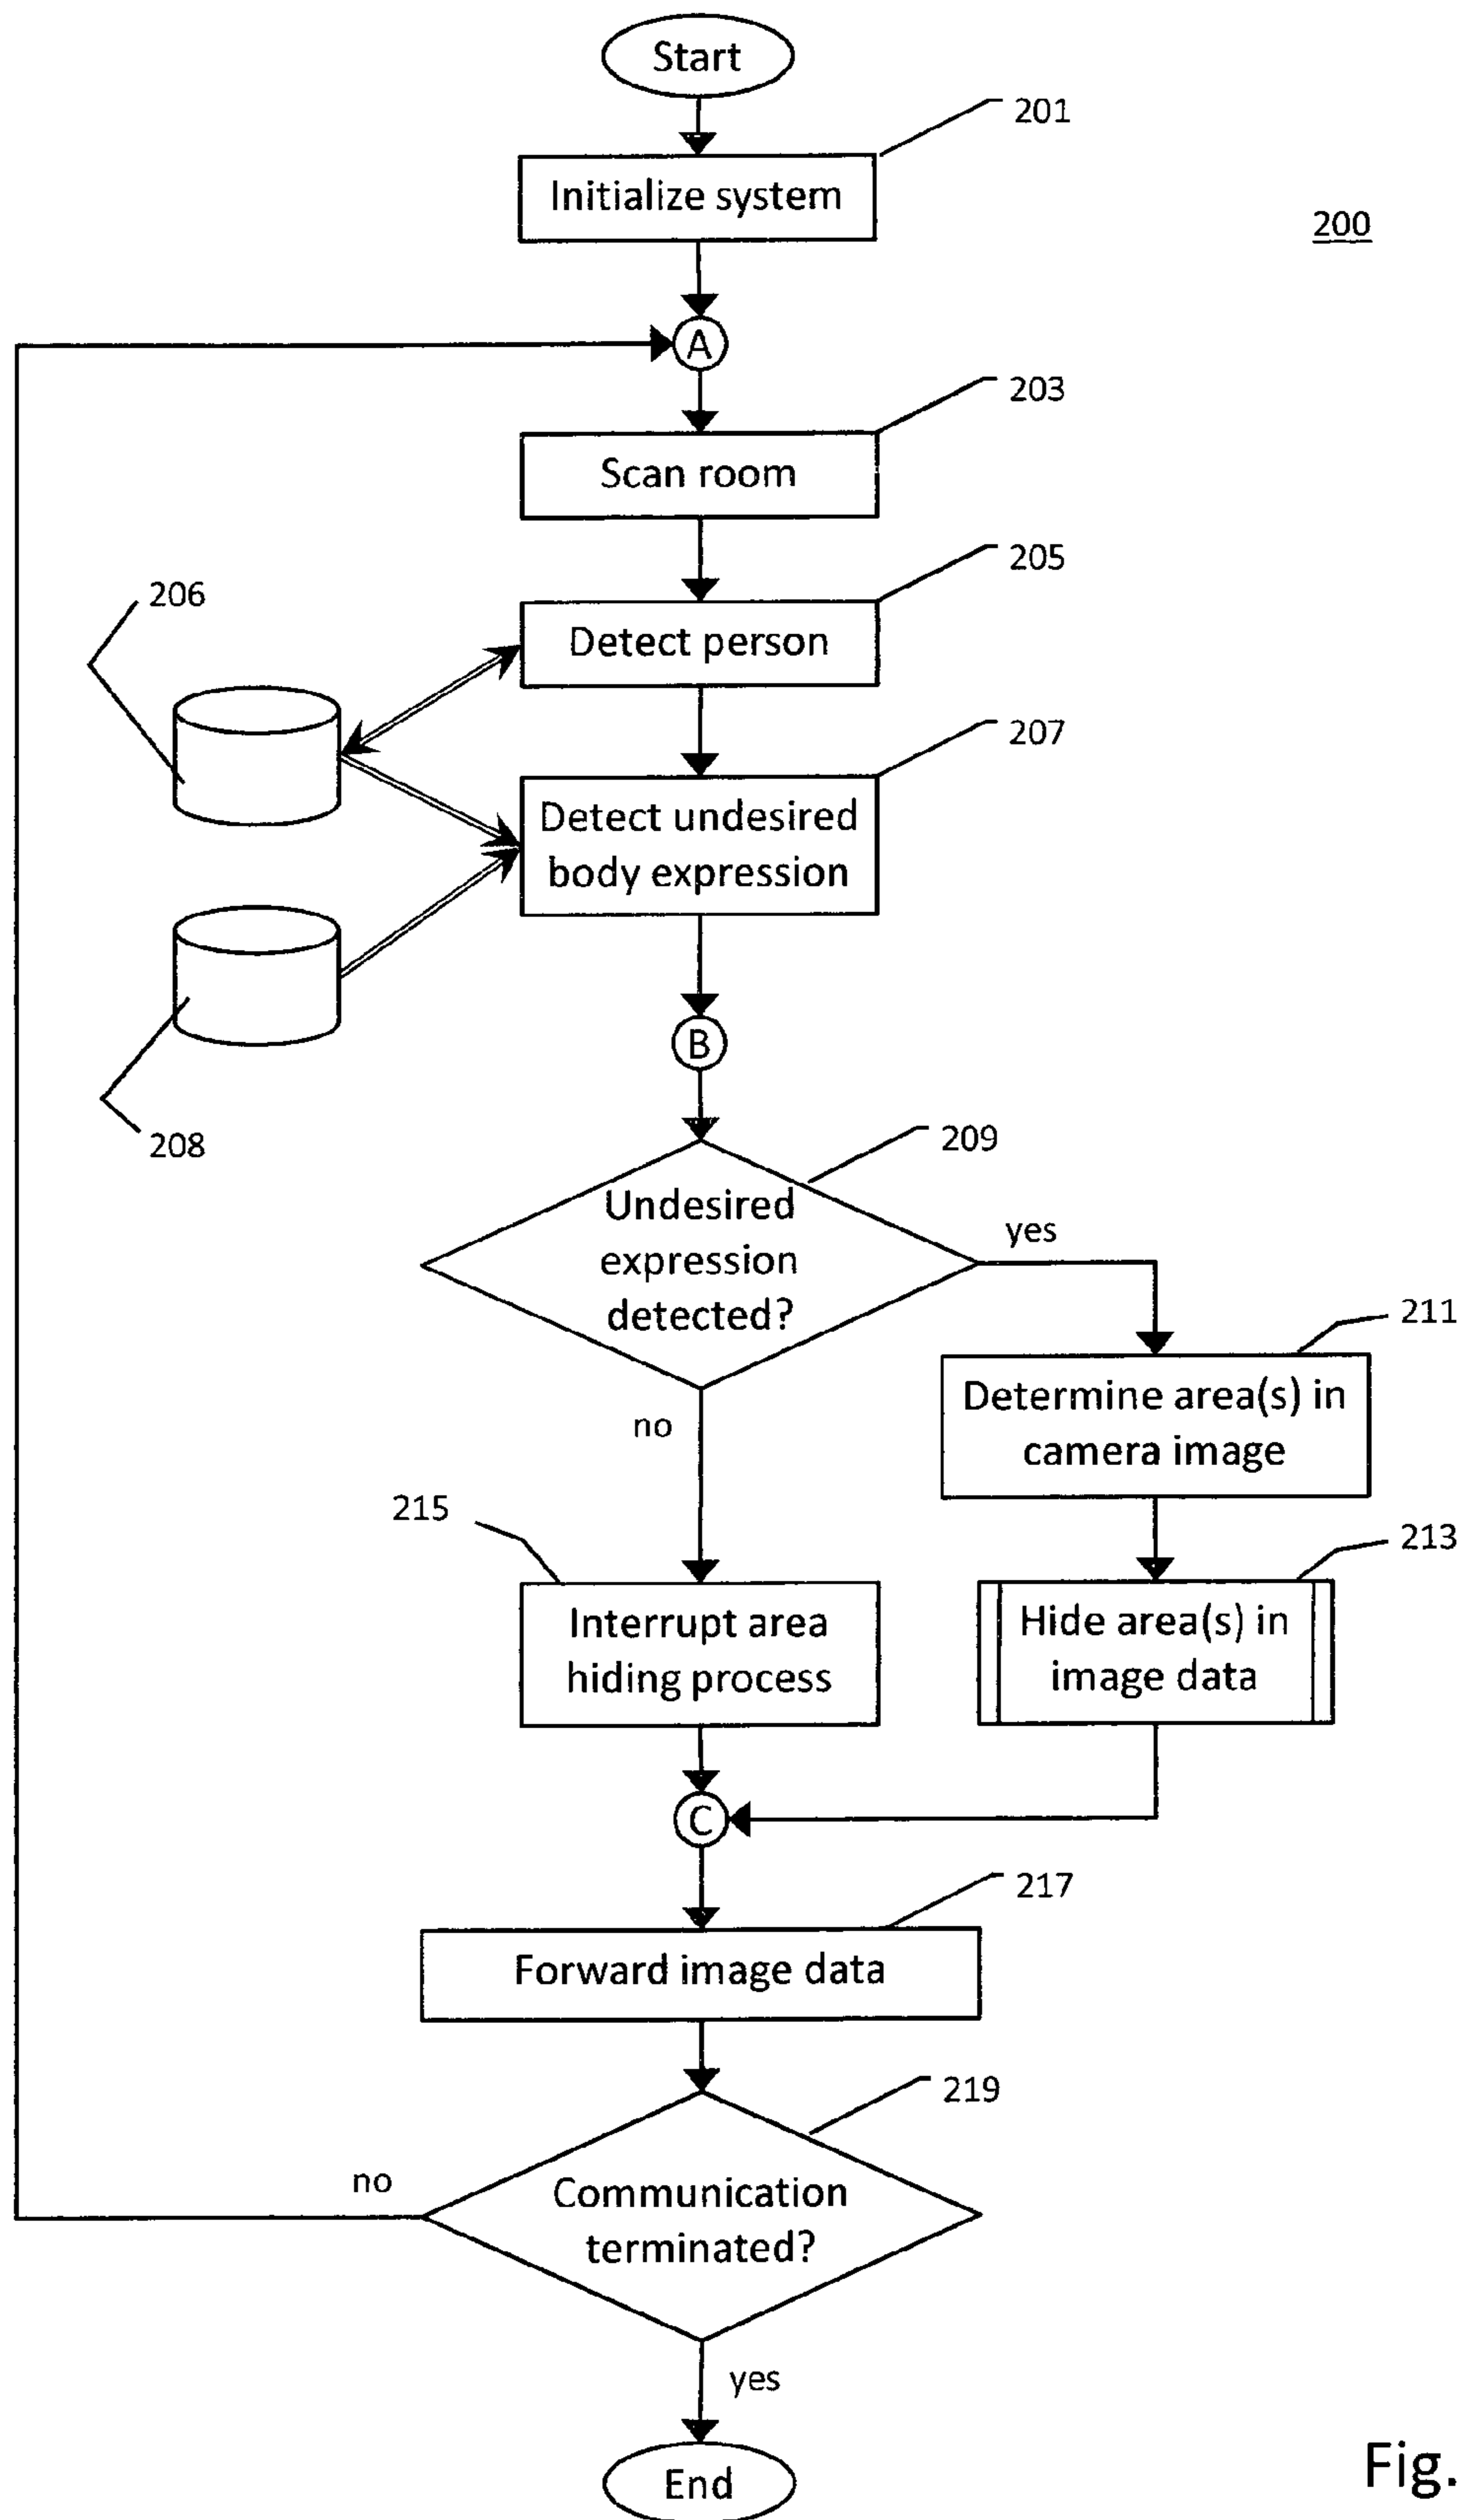 Start
201
Initialize system
200
A
203
Scan room
205
206
Detect person
207
Detect undesired
body expression
B
208
209
Undesired
expression
detected?
yes
211
Determine area(s) in
camera image
no
215
213
Interrupt area
hiding process
Hide area(s) in
image data
C
217
Forward image data
219
no
Communication
terminated?
yes
End
Fig.